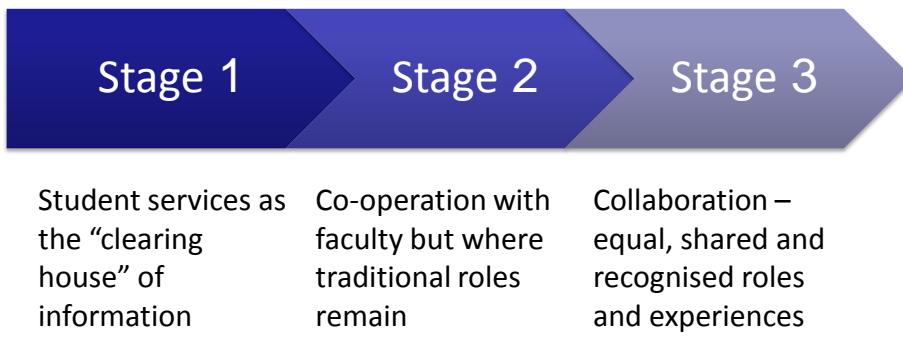 Stage 1
Stage 2
Stage 3
Student services as
the “clearing
house” of
information
Co-operation with
faculty but where
traditional roles
remain
Collaboration –
equal, shared and
recognised roles
and experiences